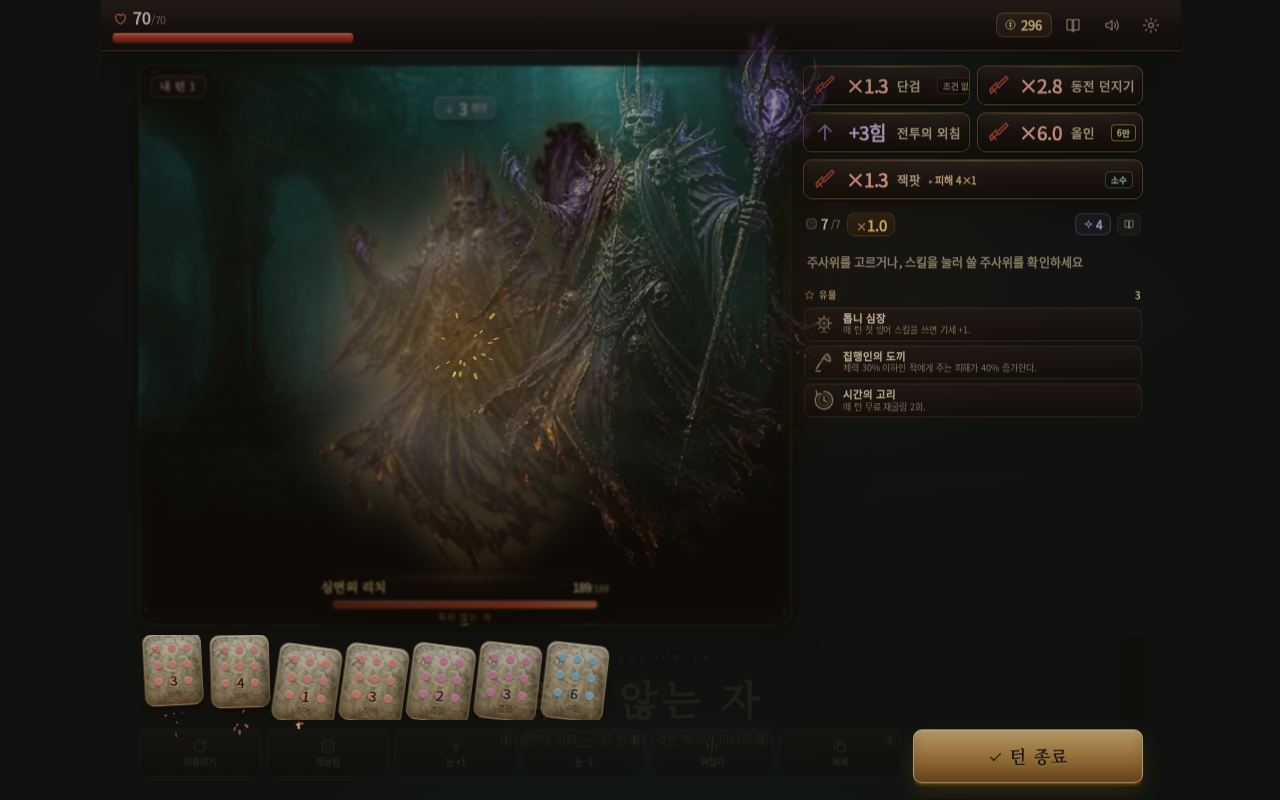 70/70
296
내 턴 1
3
×1.3 단검 조건 없
×2.8 동전 던지기
+3힘 전투의 외침
×6.0 올인 6만
×1.3 잭팟 ▸피해 4×1 소수
7/7 ×1.0 4
주사위를 고르거나, 스킬을 눌러 쓸 주사위를 확인하세요
유물 3
톱니 심장
매 턴 첫 방어 스킬을 쓰면 기세 +1.
집행인의 도끼
체력 30% 이하인 적에게 주는 피해가 40% 증가한다.
시간의 고리
매 턴 무료 재굴림 2회.
심연의 리치 189/189
죽지 않는 자
3 4 1 3 2 3 6
ENCOUNTER
않는 자
되돌리기
재굴림
눈 +1
눈 -1
뒤집기
복제
턴 종료